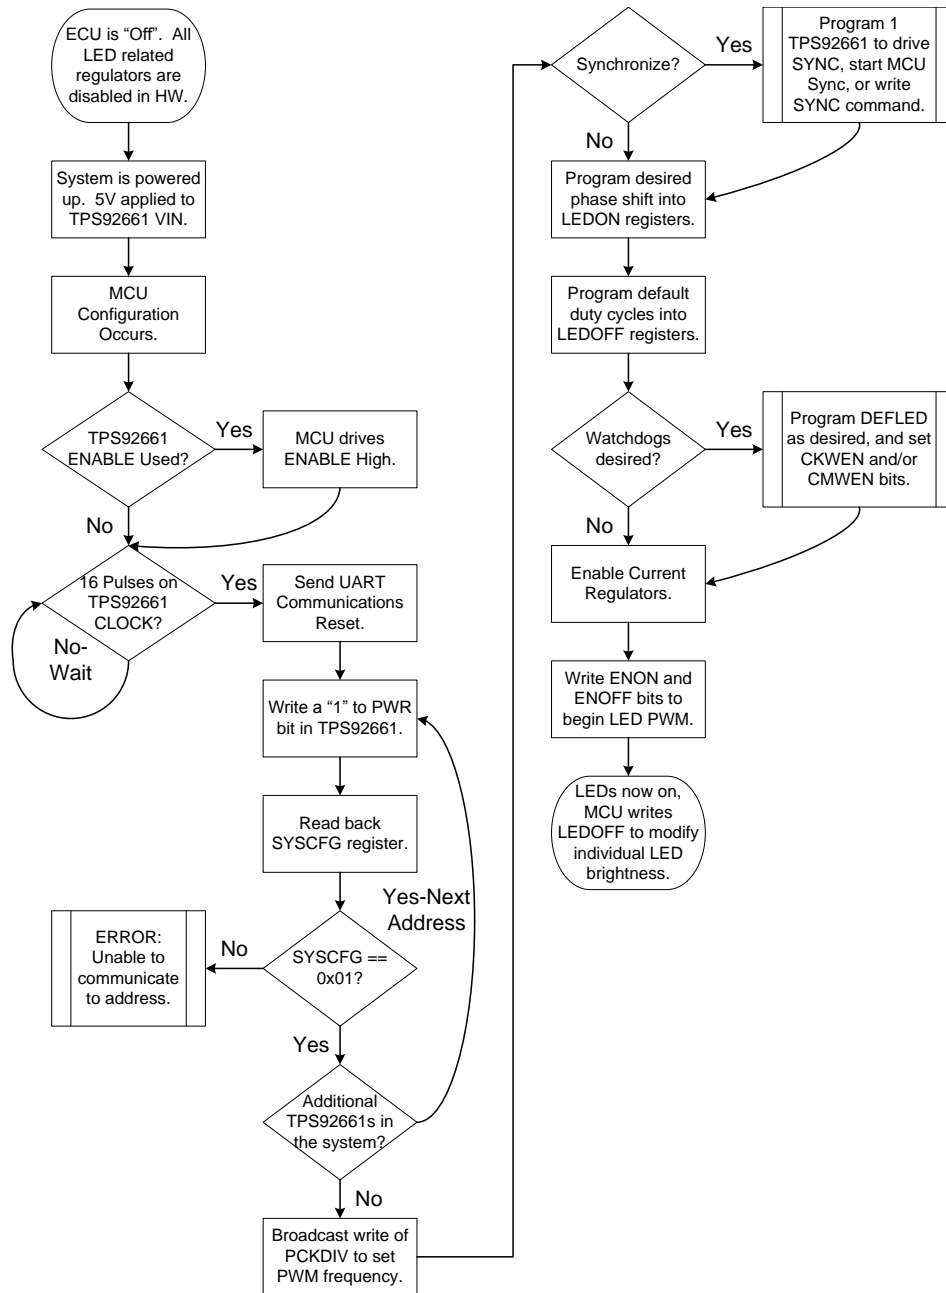 ECU is “Off”.  All
LED related
regulators are
disabled in HW.
System is powered
up.  5V applied to
TPS92661 VIN.
MCU
Configuration
Occurs.
TPS92661
ENABLE Used?
Yes
MCU drives
ENABLE High.
No
16 Pulses on
TPS92661
CLOCK?
No-
Wait
Yes
Send UART
Communications
Reset.
Write a “1” to PWR
bit in TPS92661.
Read back
SYSCFG register.
Yes-Next
Address
SYSCFG ==
0x01?
No
ERROR:
Unable to
communicate
to address.
Yes
Additional
TPS92661s in
the system?
No
Broadcast write of
PCKDIV to set
PWM frequency.
Synchronize?
Yes
Program 1
TPS92661 to drive
SYNC, start MCU
Sync, or write
SYNC command.
No
Program desired
phase shift into
LEDON registers.
Program default
duty cycles into
LEDOFF registers.
Watchdogs
desired?
Yes
Program DEFLED
as desired, and set
CKWEN and/or
CMWEN bits.
No
Enable Current
Regulators.
Write ENON and
ENOFF bits to
begin LED PWM.
LEDs now on,
MCU writes
LEDOFF to modify
individual LED
brightness.